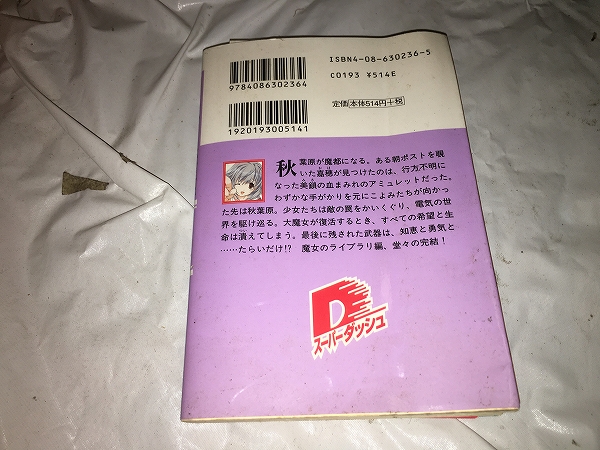 ISBN4-08-630236-5
C0193 ¥514E
9784086302364
定価 本体514円+税
1920193005141
秋葉原が魔都になる。ある朝ポストを覗
いた嘉穂が見つけたのは、行方不明に
なった美鎖の血まみれのアミュレットだった。
わずかな手がかりを元にこよみたちが向かっ
た先は秋葉原。少女たちは敵の罠をかいくぐり、電気の世
界を駆け巡る。大魔女が復活するとき、すべての希望と生
命は潰えてしまう。最後に残された武器は、知恵と勇気と
……たらいだけ!? 魔女のライブラリ編、堂々の完結!
D
スーパーダッシュ